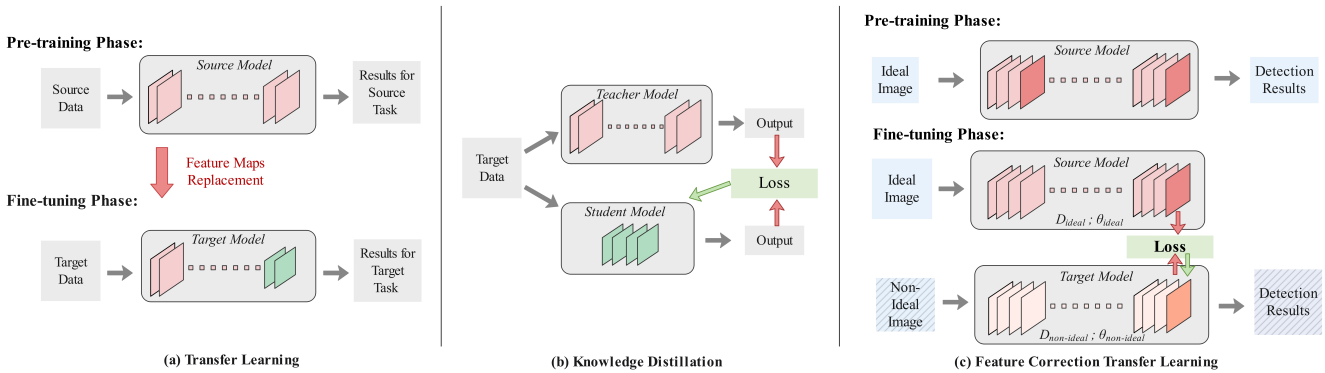 Pre-training Phase:
Source
Data
Source Model
Results for
Source
Task
Feature Maps
Replacement
Fine-tuning Phase:
Target
Data
Target Model
Results for
Target
Task
(a) Transfer Learning
Target
Data
Teacher Model
Output
Loss
Student Model
Output
(b) Knowledge Distillation
Pre-training Phase:
Ideal
Image
Source Model
Detection
Results
Fine-tuning Phase:
Ideal
Image
Source Model
D_ideal ; θ_ideal
Loss
Non-
Ideal
Image
Target Model
D_non-ideal ; θ_non-ideal
Detection
Results
(c) Feature Correction Transfer Learning